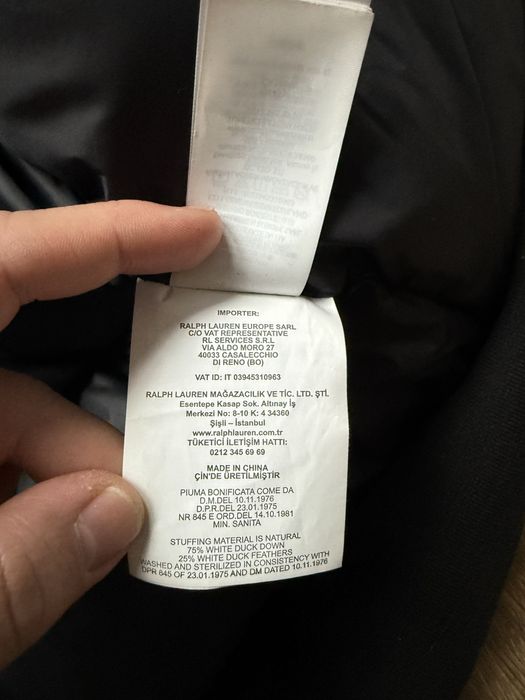 IMPORTER:
RALPH LAUREN EUROPE SARL
C/O VAT REPRESENTATIVE
RL SERVICES S.R.L
VIA ALDO MORO 27
40033 CASALECCHIO
DI RENO (BO)
VAT ID: IT 03945310963
RALPH LAUREN MAĞAZACILIK VE TİC. LTD. ŞTİ.
Esentepe Kasap Sok. Altınay İş
Merkezi No: 8-10 K: 4 34360
Şişli – İstanbul
www.ralphlauren.com.tr
TÜKETİCİ İLETİŞİM HATTI:
0212 345 69 69
MADE IN CHINA
ÇİN'DE ÜRETİLMİŞTİR
PIUMA BONIFICATA COME DA
D.M.DEL 10.11.1976
D.P.R.DEL 23.01.1975
NR 845 E ORD.DEL 14.10.1981
MIN. SANITA
STUFFING MATERIAL IS NATURAL
75% WHITE DUCK DOWN
25% WHITE DUCK FEATHERS
WASHED AND STERILIZED IN CONSISTENCY WITH
DPR 845 OF 23.01.1975 AND DM DATED 10.11.1976